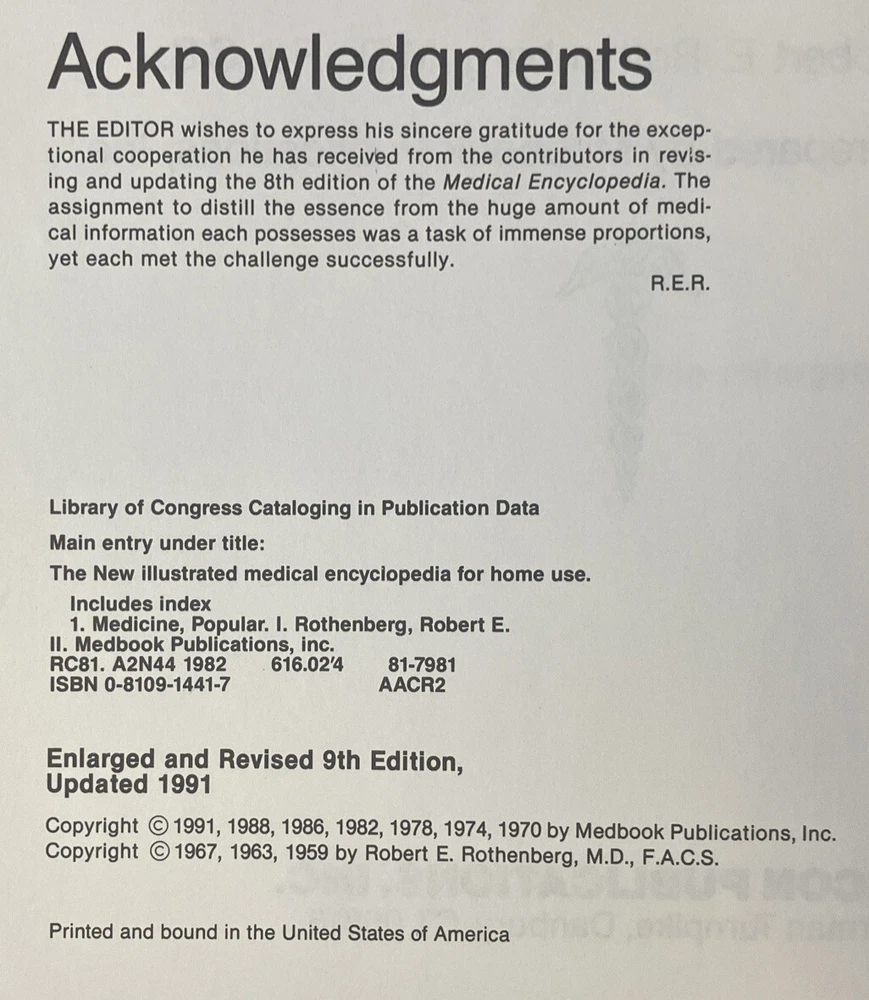 Acknowledgments
THE EDITOR wishes to express his sincere gratitude for the excep-
tional cooperation he has received from the contributors in revis-
ing and updating the 8th edition of the Medical Encyclopedia. The
assignment to distill the essence from the huge amount of medi-
cal information each possesses was a task of immense proportions,
yet each met the challenge successfully.
R.E.R.
Library of Congress Cataloging in Publication Data
Main entry under title:
The New illustrated medical encyclopedia for home use.
Includes index
1. Medicine, Popular. I. Rothenberg, Robert E.
II. Medbook Publications, inc.
RC81. A2N44 1982 616.02'4 81-7981
ISBN 0-8109-1441-7 AACR2
Enlarged and Revised 9th Edition,
Updated 1991
Copyright © 1991, 1988, 1986, 1982, 1978, 1974, 1970 by Medbook Publications, Inc.
Copyright © 1967, 1963, 1959 by Robert E. Rothenberg, M.D., F.A.C.S.
Printed and bound in the United States of America